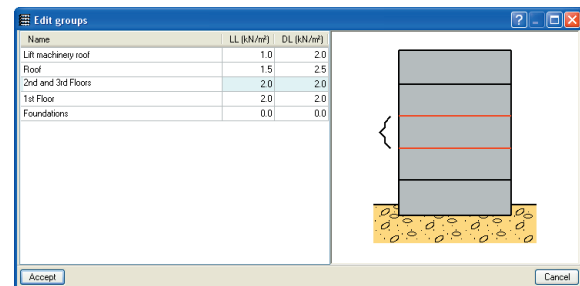 Edit groups
Name LL (kN/m²) DL (kN/m²)
Lift machinery roof 1.0 2.0
Roof 1.5 2.5
2nd and 3rd Floors 2.0 2.0
1st Floor 2.0 2.0
Foundations 0.0 0.0
Accept Cancel